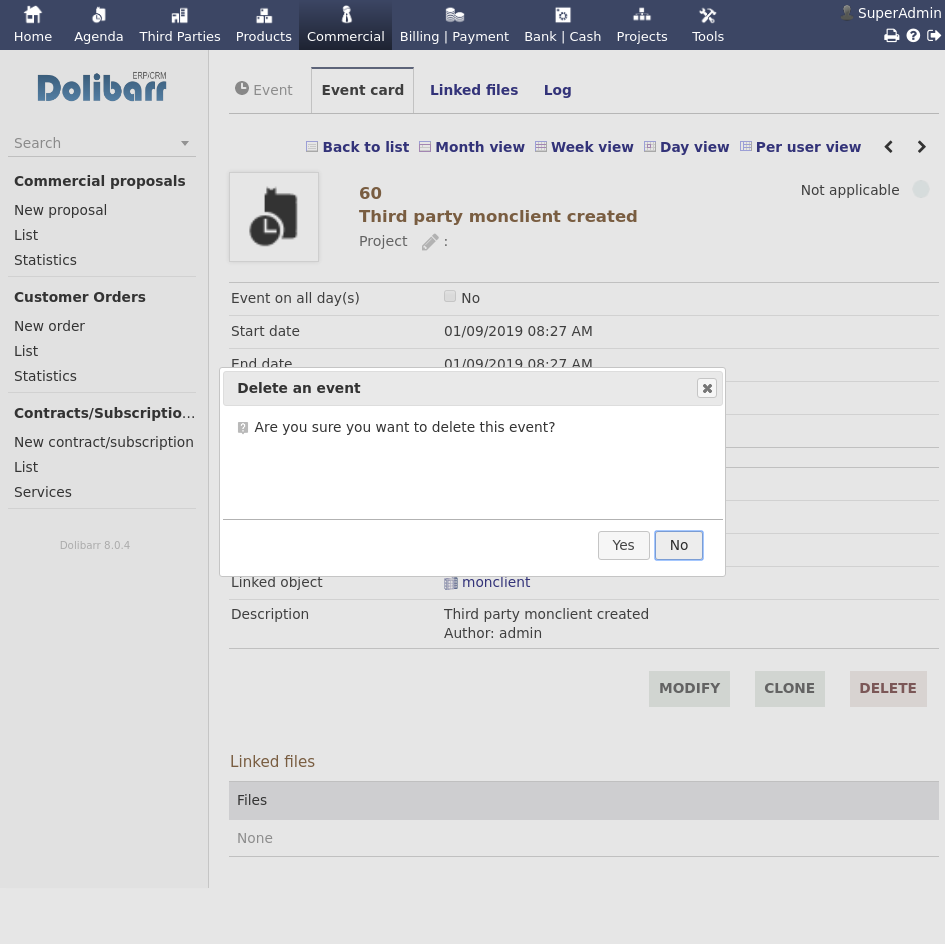 Home
Agenda
Third Parties
Products
Commercial
Billing | Payment
Bank | Cash
Projects
Tools
SuperAdmin
ERP/CRM
Dolibarr
Search
Commercial proposals
New proposal
List
Statistics
Customer Orders
New order
List
Statistics
Contracts/Subscriptio...
New contract/subscription
List
Services
Dolibarr 8.0.4
Event
Event card
Linked files
Log
Back to list
Month view
Week view
Day view
Per user view
60
Third party monclient created
Project :
Not applicable
Event on all day(s) No
Start date 01/09/2019 08:27 AM
End date 01/09/2019 08:27 AM
Delete an event
Are you sure you want to delete this event?
Yes
No
Linked object monclient
Description Third party monclient created
Author: admin
MODIFY
CLONE
DELETE
Linked files
Files
None